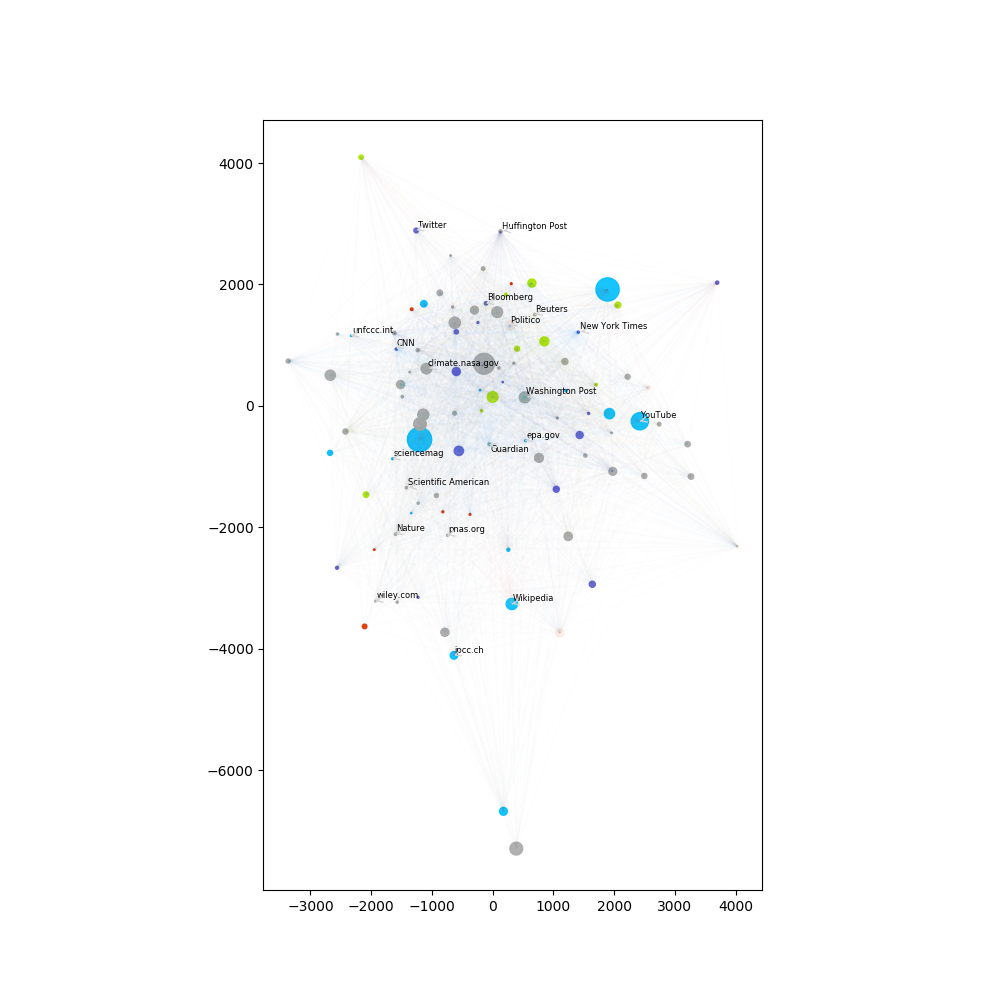 4000
Twitter
Huffington Post
2000
Bloomberg
Reuters
Politico
New York Times
unfccc.int
CNN
climate.nasa.gov
Washington Post
0
YouTube
epa.gov
Guardian
sciencemag
Scientific American
−2000
Nature
pnas.org
wiley.com
Wikipedia
−4000
ipcc.ch
−6000
−3000 −2000 −1000 0 1000 2000 3000 4000